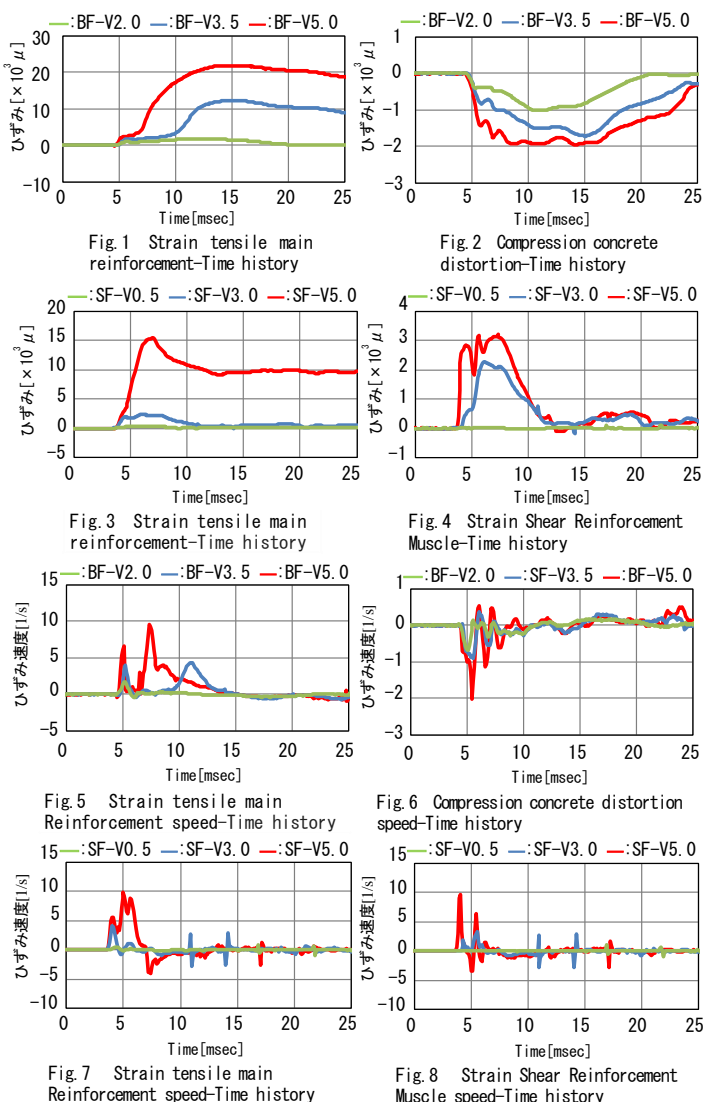 —:BF-V2.0 —:BF-V3.5 —:BF-V5.0
30
20
10
0
-10
ひずみ[×10³μ]
0 5 10 15 20 25
Time[msec]
Fig.1 Strain tensile main
reinforcement-Time history
—:BF-V2.0 —:BF-V3.5 —:BF-V5.0
1
0
-1
-2
-3
ひずみ[×10³μ]
0 5 10 15 20 25
Time[msec]
Fig.2 Compression concrete
distortion-Time history
—:SF-V0.5 —:SF-V3.0 —:SF-V5.0
20
15
10
5
0
-5
ひずみ[×10³μ]
0 5 10 15 20 25
Time[msec]
Fig.3 Strain tensile main
reinforcement-Time history
—:SF-V0.5 —:SF-V3.0 —:SF-V5.0
4
3
2
1
0
-1
ひずみ[×10³μ]
0 5 10 15 20 25
Time[msec]
Fig.4 Strain Shear Reinforcement
Muscle-Time history
—:BF-V2.0 —:BF-V3.5 —:BF-V5.0
15
10
5
0
-5
ひずみ速度[1/s]
0 5 10 15 20 25
Time[msec]
Fig.5 Strain tensile main
Reinforcement speed-Time history
—:BF-V2.0 —:SF-V3.5 —:BF-V5.0
1
0
-1
-2
-3
ひずみ速度[1/s]
0 5 10 15 20 25
Time[msec]
Fig.6 Compression concrete distortion
speed-Time history
—:SF-V0.5 —:SF-V3.0 —:SF-V5.0
15
10
5
0
-5
-10
ひずみ速度[1/s]
0 5 10 15 20 25
Time[msec]
Fig.7 Strain tensile main
Reinforcement speed-Time history
—:SF-V0.5 —:SF-V3.0 —:SF-V5.0
15
10
5
0
-5
-10
ひずみ速度[1/s]
0 5 10 15 20 25
Time[msec]
Fig.8 Strain Shear Reinforcement
Muscle speed-Time history